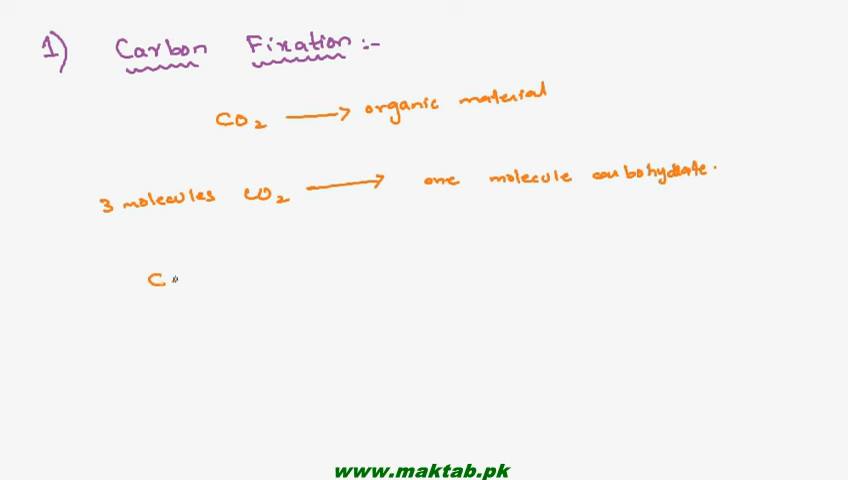 1) Carbon Fixation :-
CO₂ → organic material
3 molecules CO₂ → one molecule carbohydrate.
C
www.maktab.pk